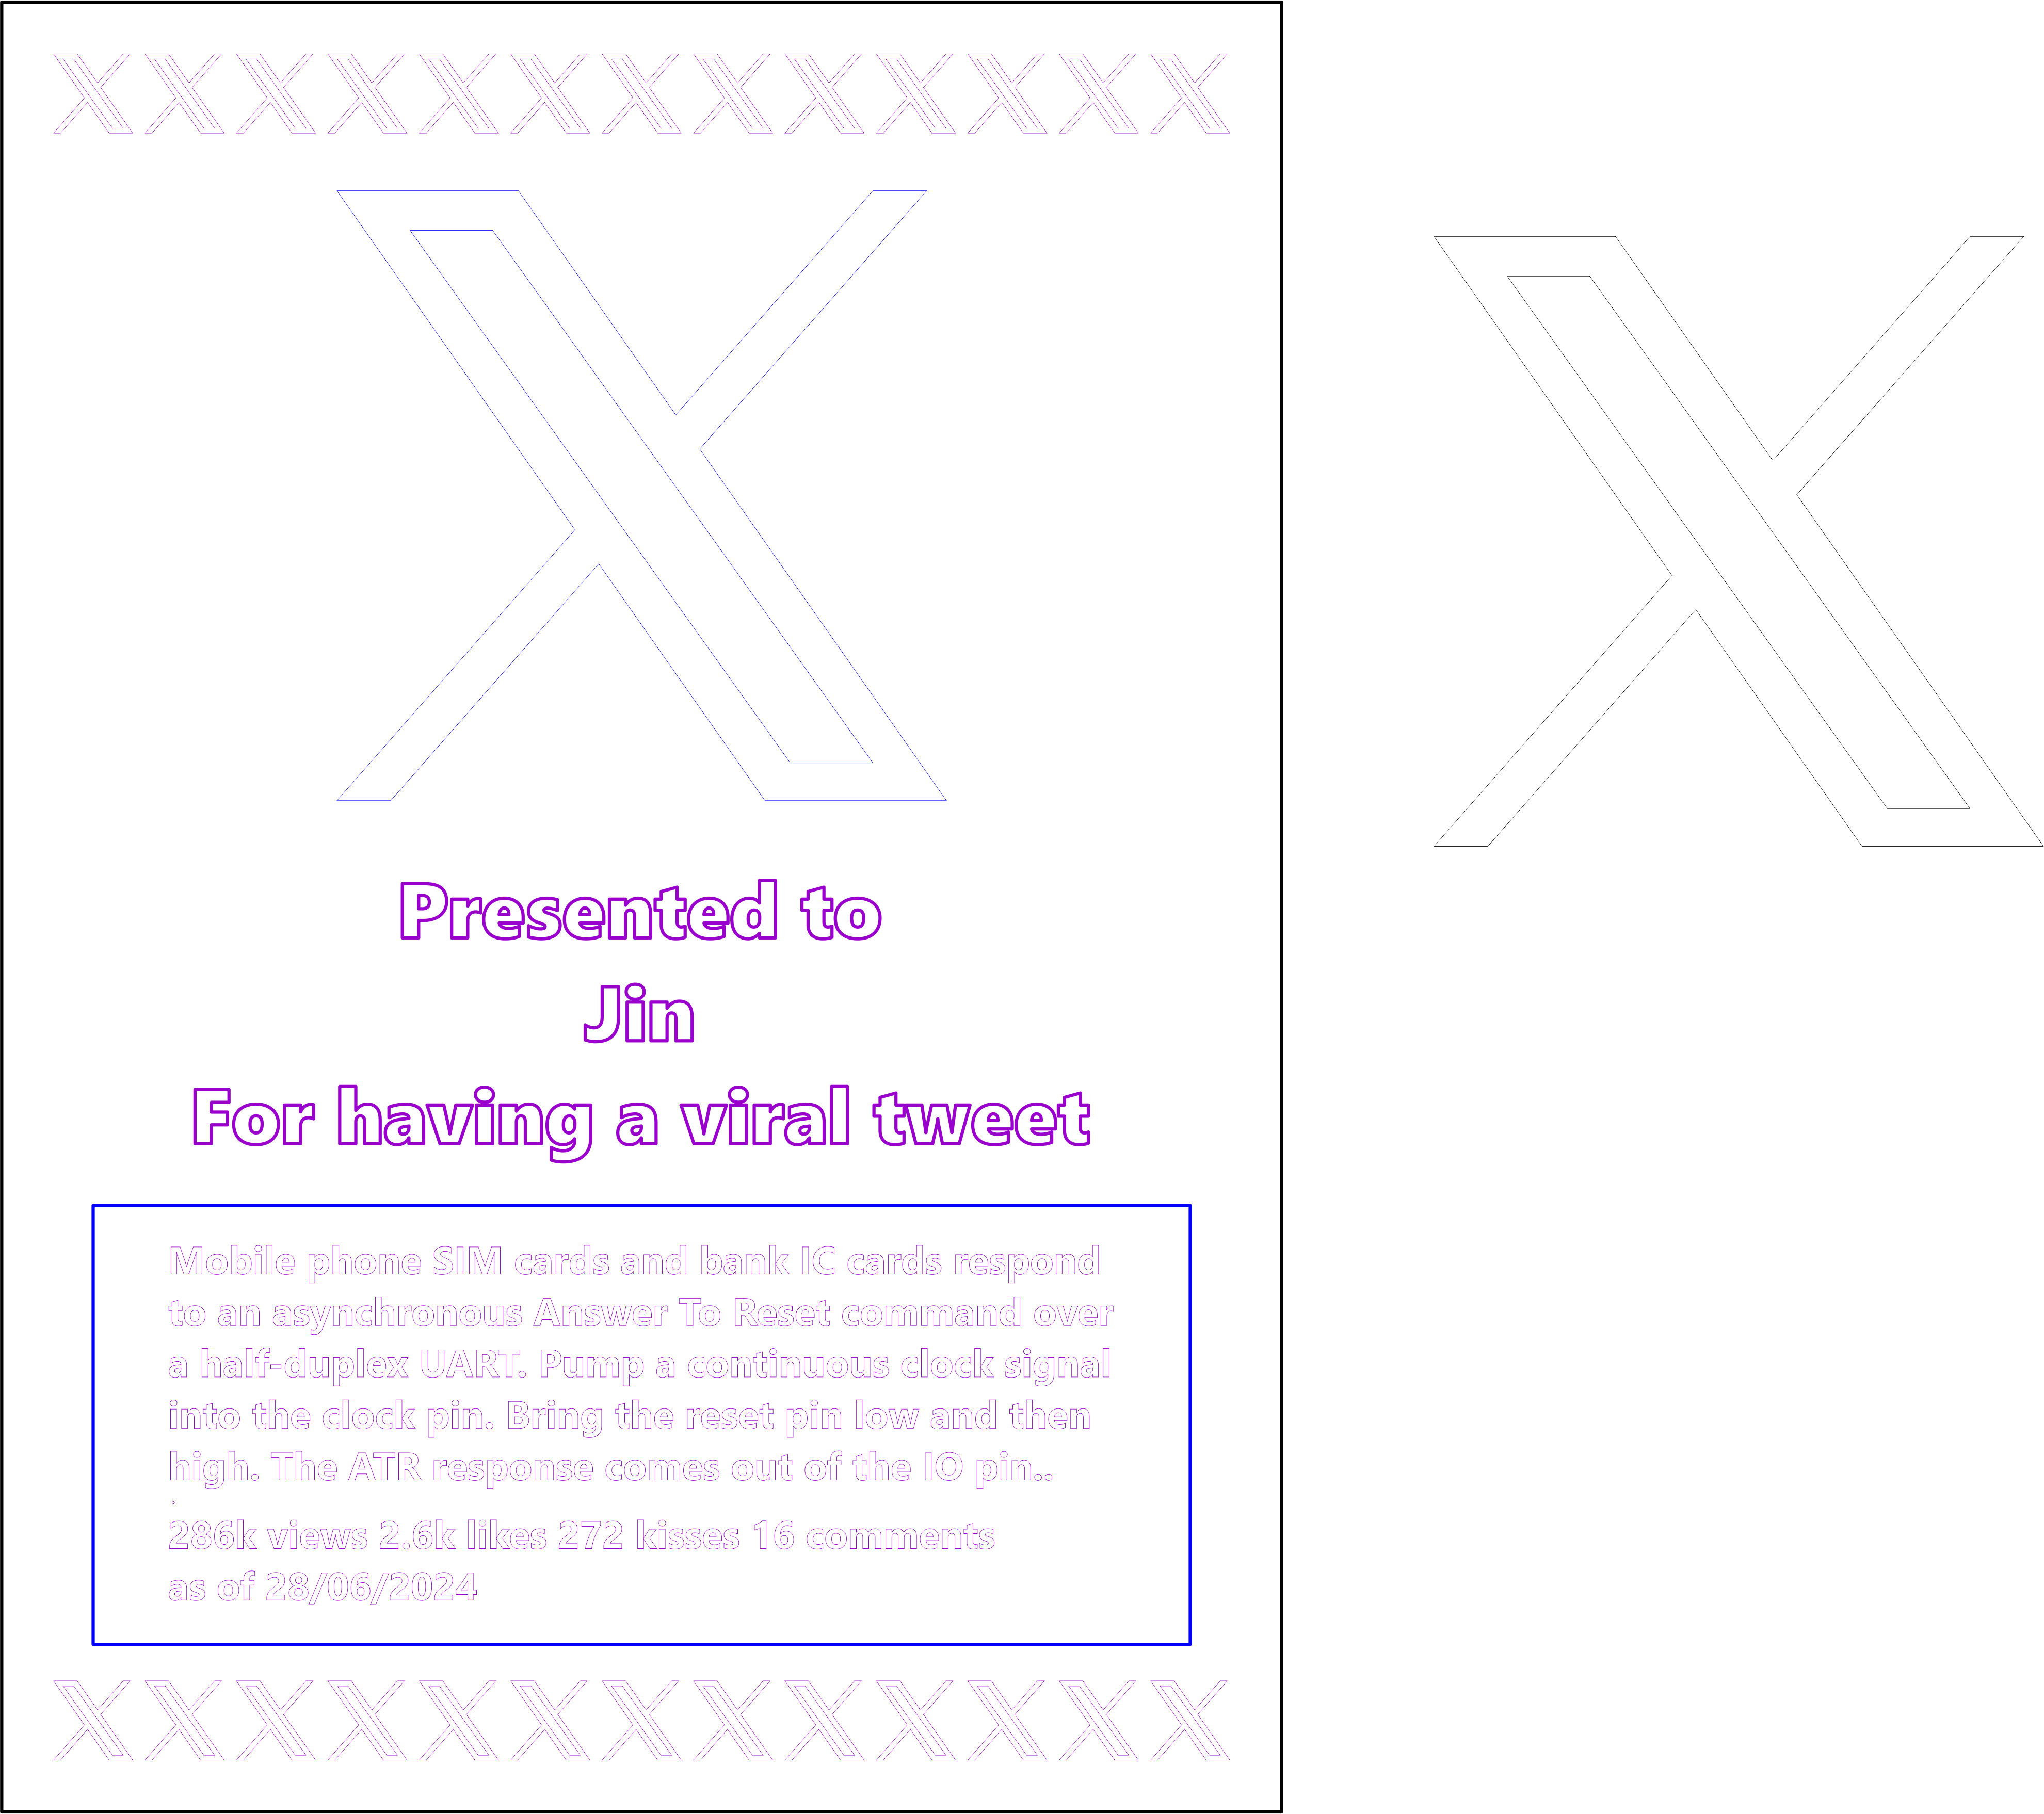 Presented to
Jin
For having a viral tweet
Mobile phone SIM cards and bank IC cards respond
to an asynchronous Answer To Reset command over
a half-duplex UART. Pump a continuous clock signal
into the clock pin. Bring the reset pin low and then
high. The ATR response comes out of the IO pin..
.
286k views 2.6k likes 272 kisses 16 comments
as of 28/06/2024